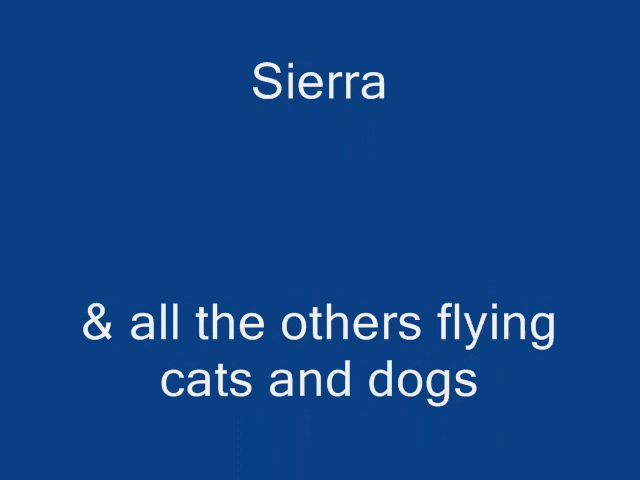 Sierra
& all the others flying
cats and dogs